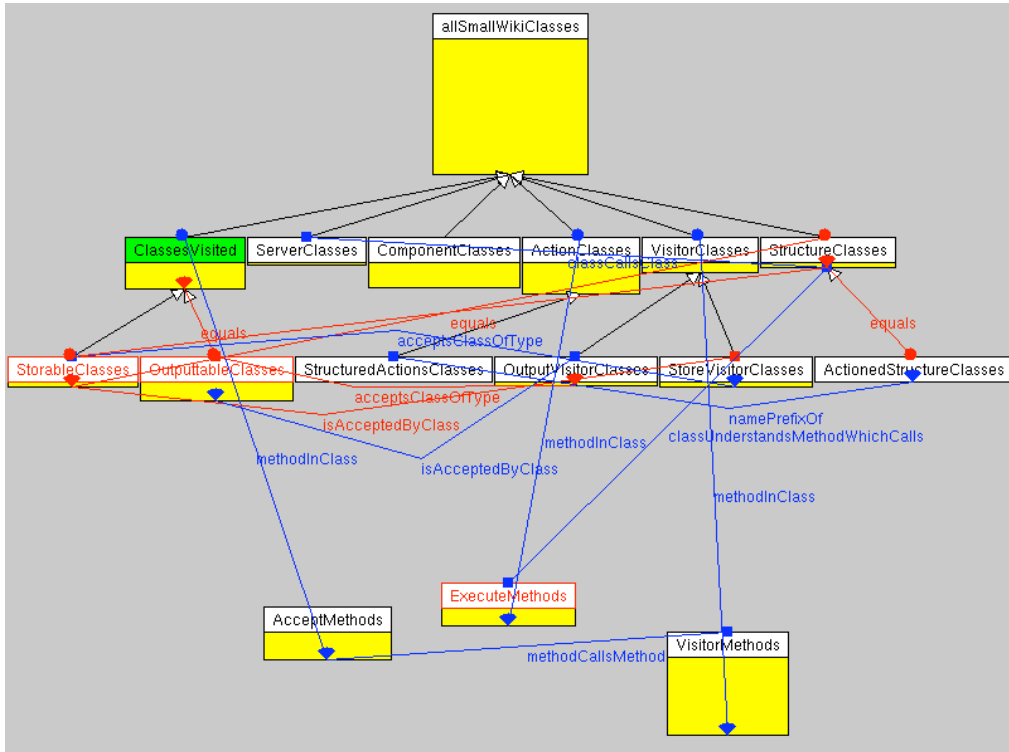 allSmallWikiClasses
ClassesVisited
ServerClasses
ComponentClasses
ActionClasses
VisitorClasses
StructureClasses
classCallsClass
equals
equals
equals
acceptsClassOfType
StorableClasses
OutputtableClasses
StructuredActionsClasses
OutputVisitorClasses
StoreVisitorClasses
ActionedStructureClasses
acceptsClassOfType
isAcceptedByClass
namePrefixOf
methodInClass
isAcceptedByClass
methodInClass
classUnderstandsMethodWhichCalls
methodInClass
ExecuteMethods
AcceptMethods
VisitorMethods
methodCallsMethod